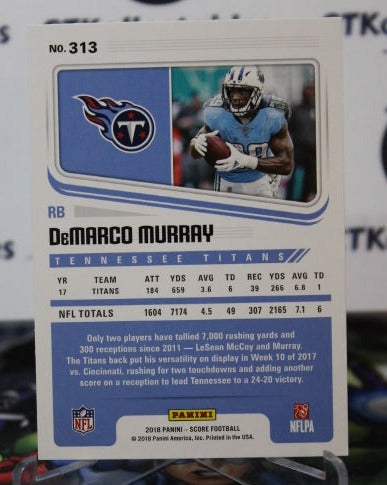 NO. 313
RB
DeMARCO MURRAY
TENNESSEE TITANS
YR TEAM ATT YDS AVG TD REC YDS AVG TD
17 TITANS 184 659 3.6 6 39 266 6.8 1
NFL TOTALS 1604 7174 4.5 49 307 2165 7.1 6
Only two players have tallied 7,000 rushing yards and
300 receptions since 2011 — LeSean McCoy and Murray.
The Titans back put his versatility on display in Week 10 of 2017
vs. Cincinnati, rushing for two touchdowns and adding another
score on a reception to lead Tennessee to a 24-20 victory.
NFL
PANINI
NFLPA
2018 PANINI - SCORE FOOTBALL
© 2018 Panini America, Inc. Printed in the USA.